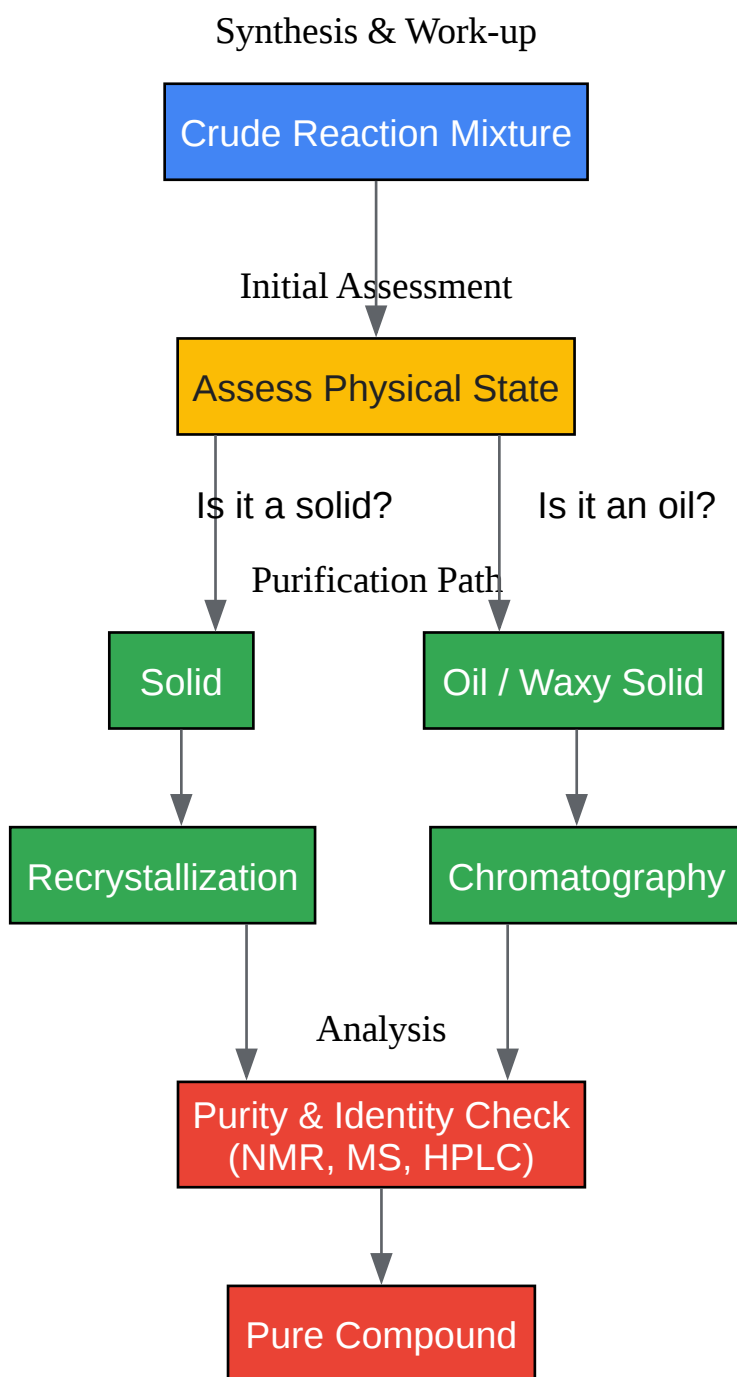 Synthesis & Work-up
Crude Reaction Mixture
Initial Assessment
Assess Physical State
Is it a solid?
Is it an oil?
Purification Path
Solid
Oil / Waxy Solid
Recrystallization
Chromatography
Analysis
Purity & Identity Check
(NMR, MS, HPLC)
Pure Compound